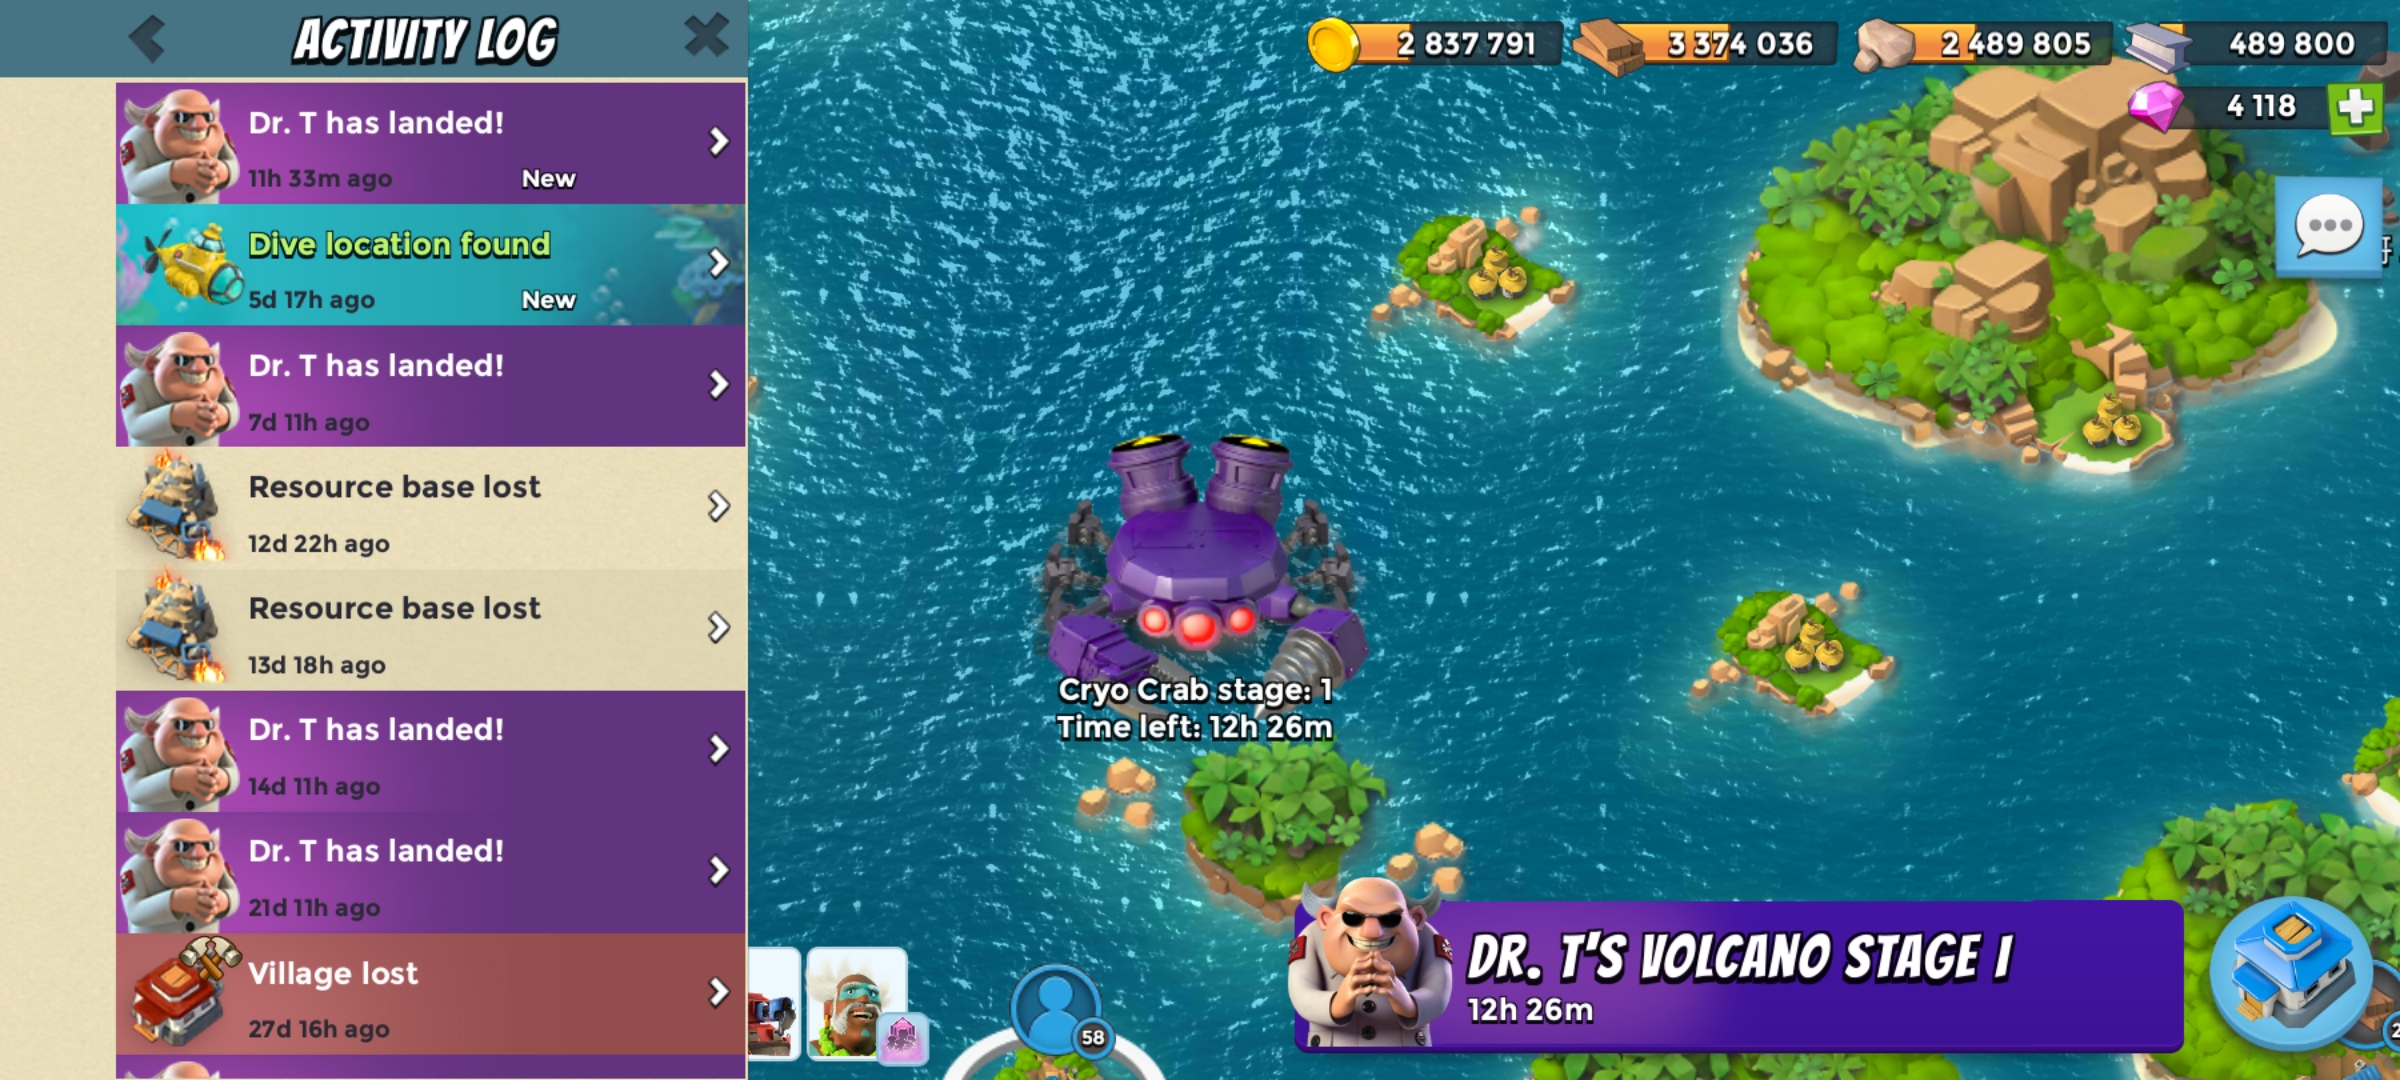 ACTIVITY LOG
Dr. T has landed!
11h 33m ago
New
Dive location found
5d 17h ago
New
Dr. T has landed!
7d 11h ago
Resource base lost
12d 22h ago
Resource base lost
13d 18h ago
Dr. T has landed!
14d 11h ago
Dr. T has landed!
21d 11h ago
Village lost
27d 16h ago
2 837 791
3 374 036
2 489 805
489 800
4 118
Cryo Crab stage: 1
Time left: 12h 26m
58
DR. T'S VOLCANO STAGE I
12h 26m